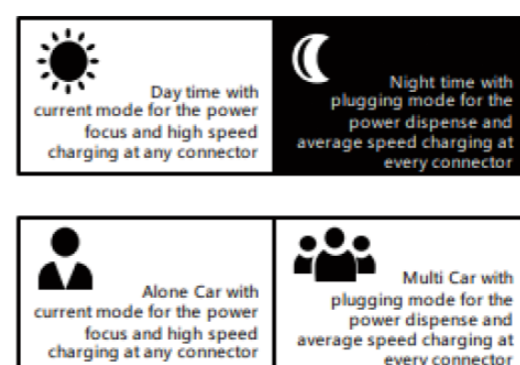 Day time with
current mode for the power
focus and high speed
charging at any connector
Night time with
plugging mode for the
power dispense and
average speed charging at
every connector
Alone Car with
current mode for the power
focus and high speed
charging at any connector
Multi Car with
plugging mode for the
power dispense and
average speed charging at
every connector